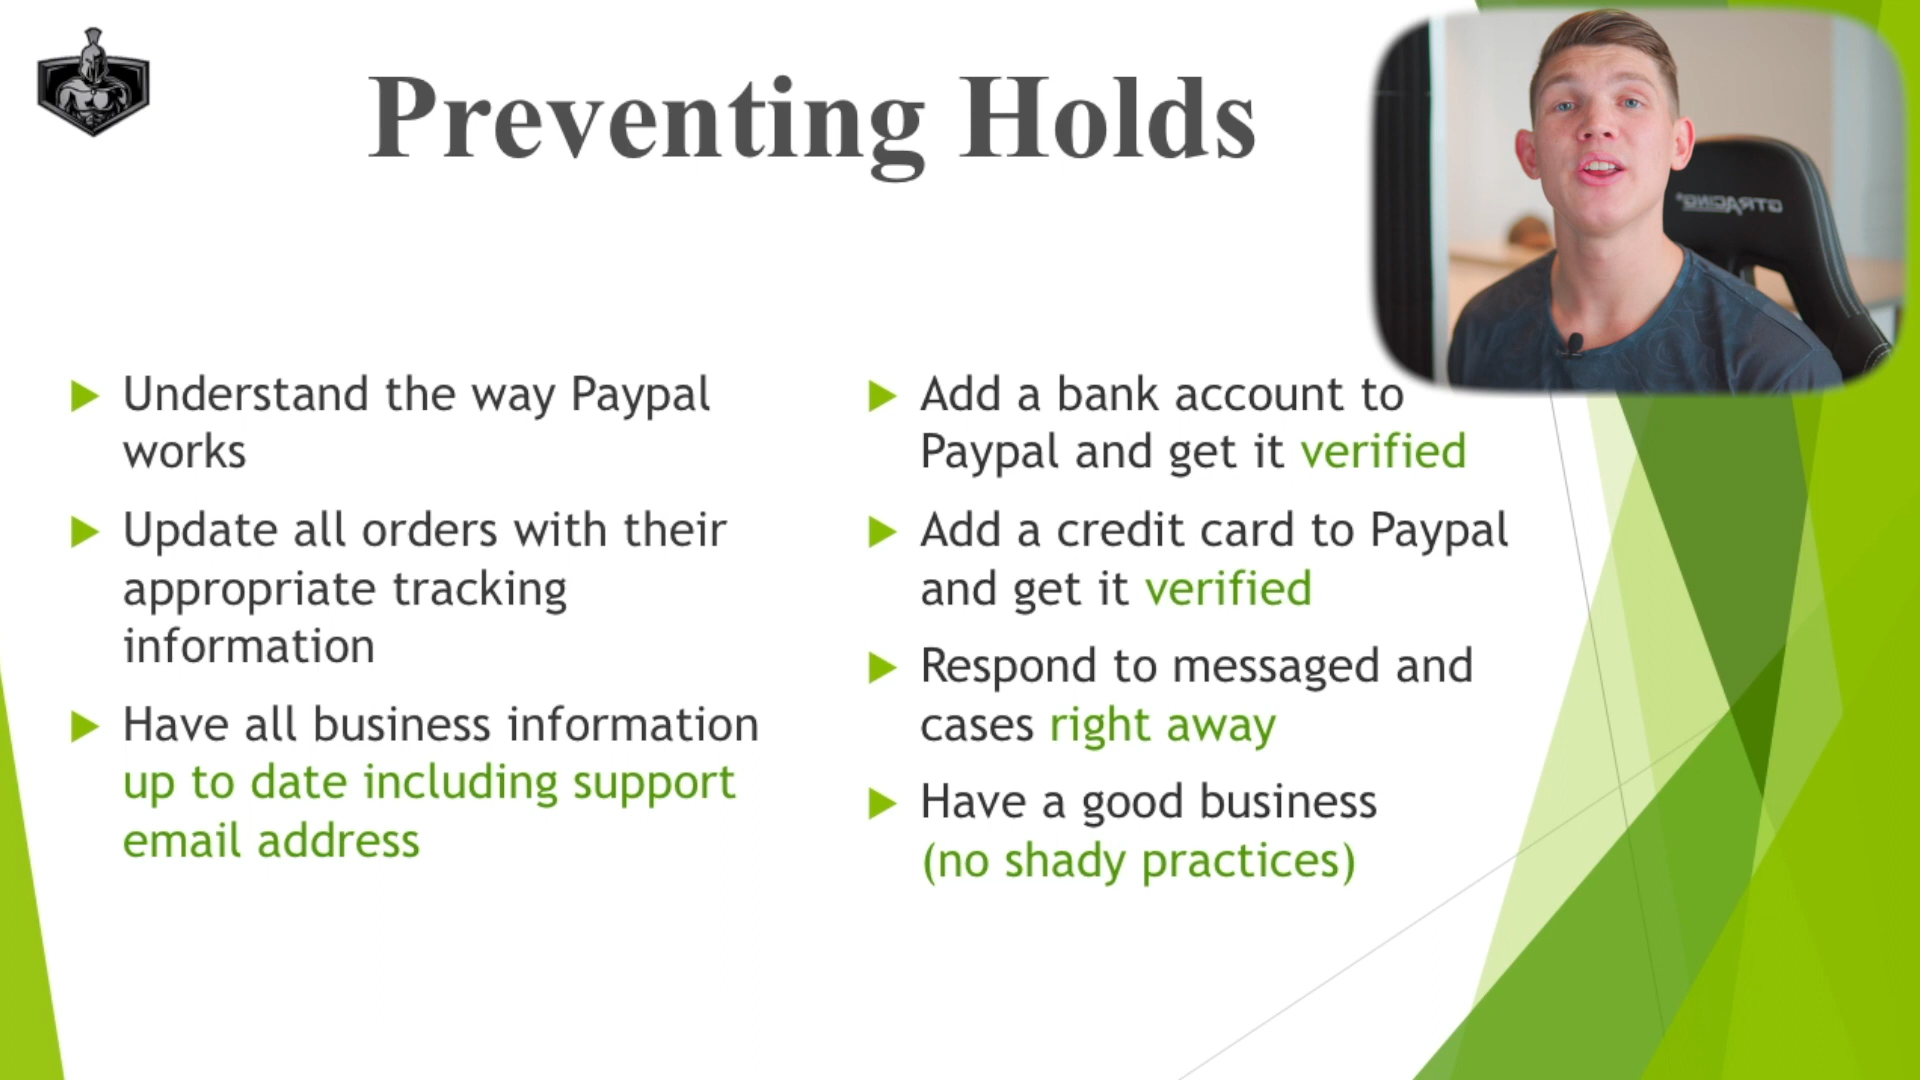 Preventing Holds
Understand the way Paypal
works
Update all orders with their
appropriate tracking
information
Have all business information
up to date including support
email address
Add a bank account to
Paypal and get it verified
Add a credit card to Paypal
and get it verified
Respond to messaged and
cases right away
Have a good business
(no shady practices)
GTRACING